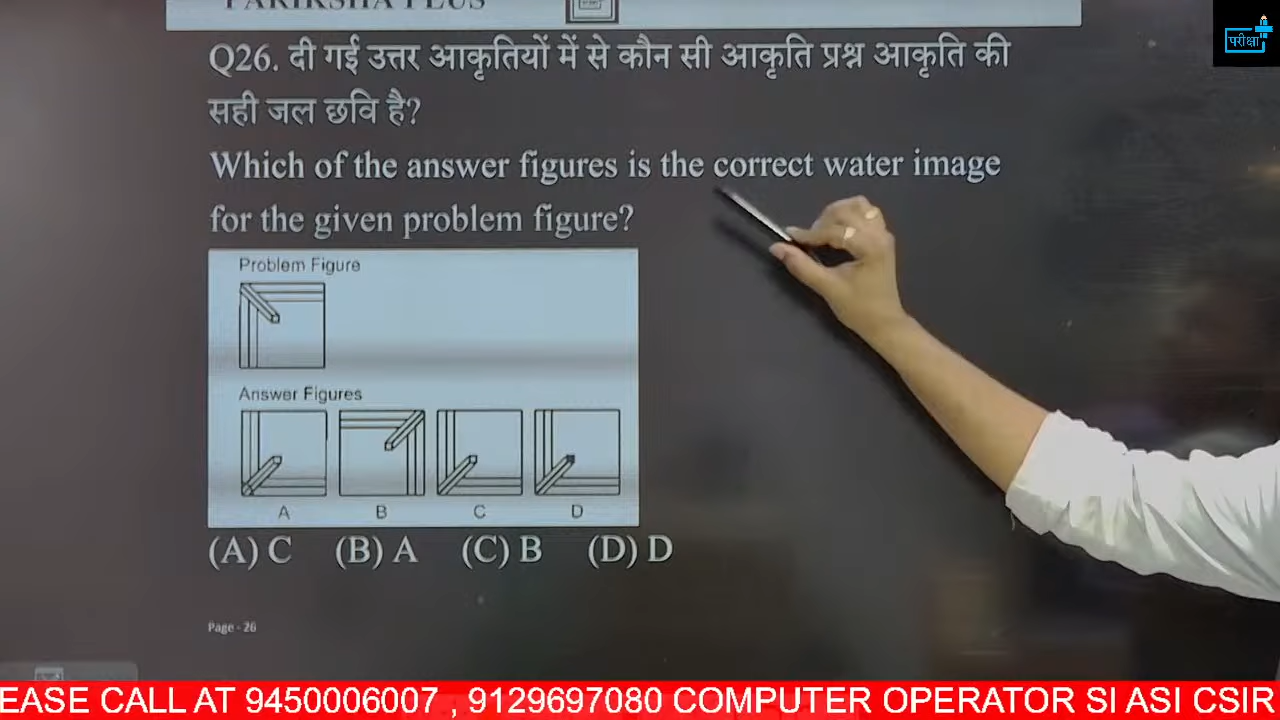 PARIKSHA PLUS
परीक्षा
Q26. दी गई उत्तर आकृतियों में से कौन सी आकृति प्रश्न आकृति की
सही जल छवि है?
Which of the answer figures is the correct water image
for the given problem figure?
Problem Figure
Answer Figures
A B C D
(A) C (B) A (C) B (D) D
Page - 26
EASE CALL AT 9450006007 , 9129697080 COMPUTER OPERATOR SI ASI CSIR